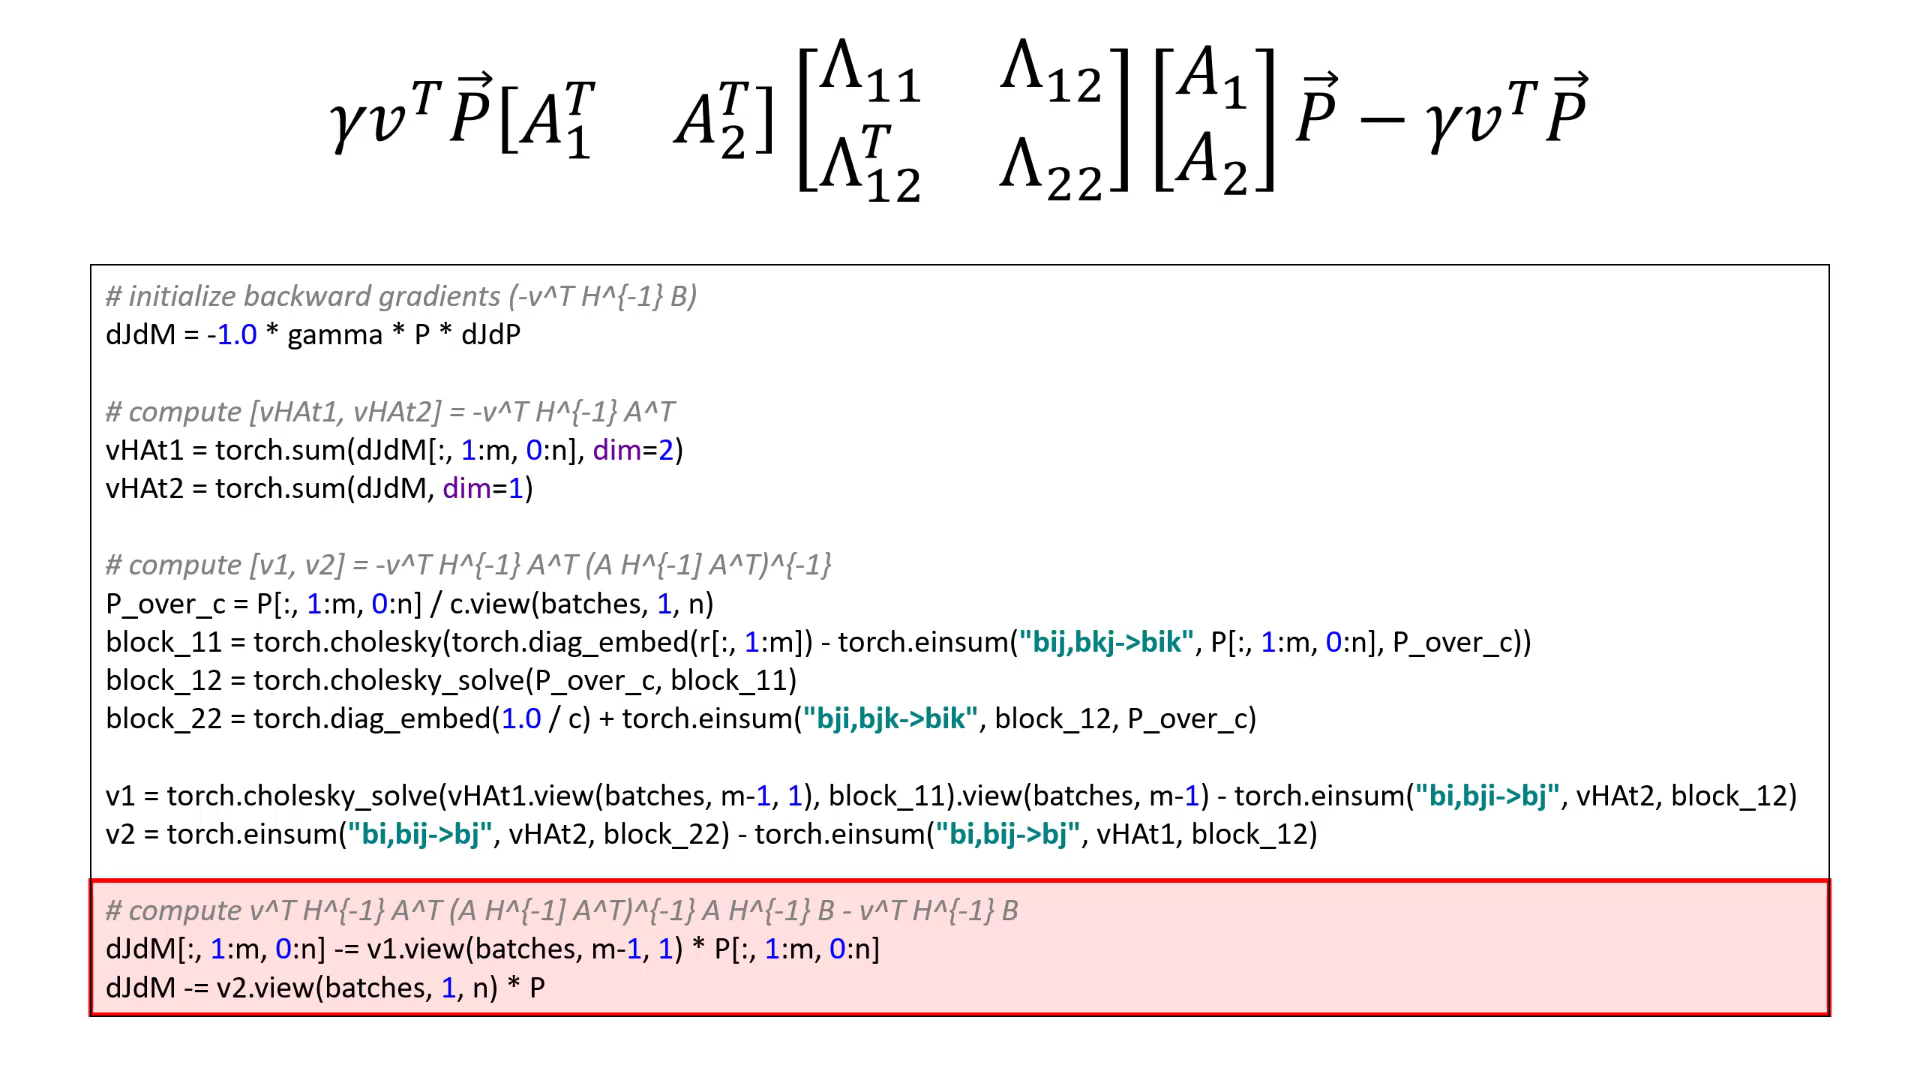 γv^T P⃗ [A_1^T A_2^T] [Λ_11 Λ_12; Λ_12^T Λ_22] [A_1; A_2] P⃗ − γv^T P⃗
# initialize backward gradients (-v^T H^{-1} B)
dJdM = -1.0 * gamma * P * dJdP
# compute [vHAt1, vHAt2] = -v^T H^{-1} A^T
vHAt1 = torch.sum(dJdM[:, 1:m, 0:n], dim=2)
vHAt2 = torch.sum(dJdM, dim=1)
# compute [v1, v2] = -v^T H^{-1} A^T (A H^{-1] A^T)^{-1}
P_over_c = P[:, 1:m, 0:n] / c.view(batches, 1, n)
block_11 = torch.cholesky(torch.diag_embed(r[:, 1:m]) - torch.einsum("bij,bkj->bik", P[:, 1:m, 0:n], P_over_c))
block_12 = torch.cholesky_solve(P_over_c, block_11)
block_22 = torch.diag_embed(1.0 / c) + torch.einsum("bji,bjk->bik", block_12, P_over_c)
v1 = torch.cholesky_solve(vHAt1.view(batches, m-1, 1), block_11).view(batches, m-1) - torch.einsum("bi,bji->bj", vHAt2, block_12)
v2 = torch.einsum("bi,bij->bj", vHAt2, block_22) - torch.einsum("bi,bij->bj", vHAt1, block_12)
# compute v^T H^{-1} A^T (A H^{-1] A^T)^{-1} A H^{-1} B - v^T H^{-1} B
dJdM[:, 1:m, 0:n] -= v1.view(batches, m-1, 1) * P[:, 1:m, 0:n]
dJdM -= v2.view(batches, 1, n) * P